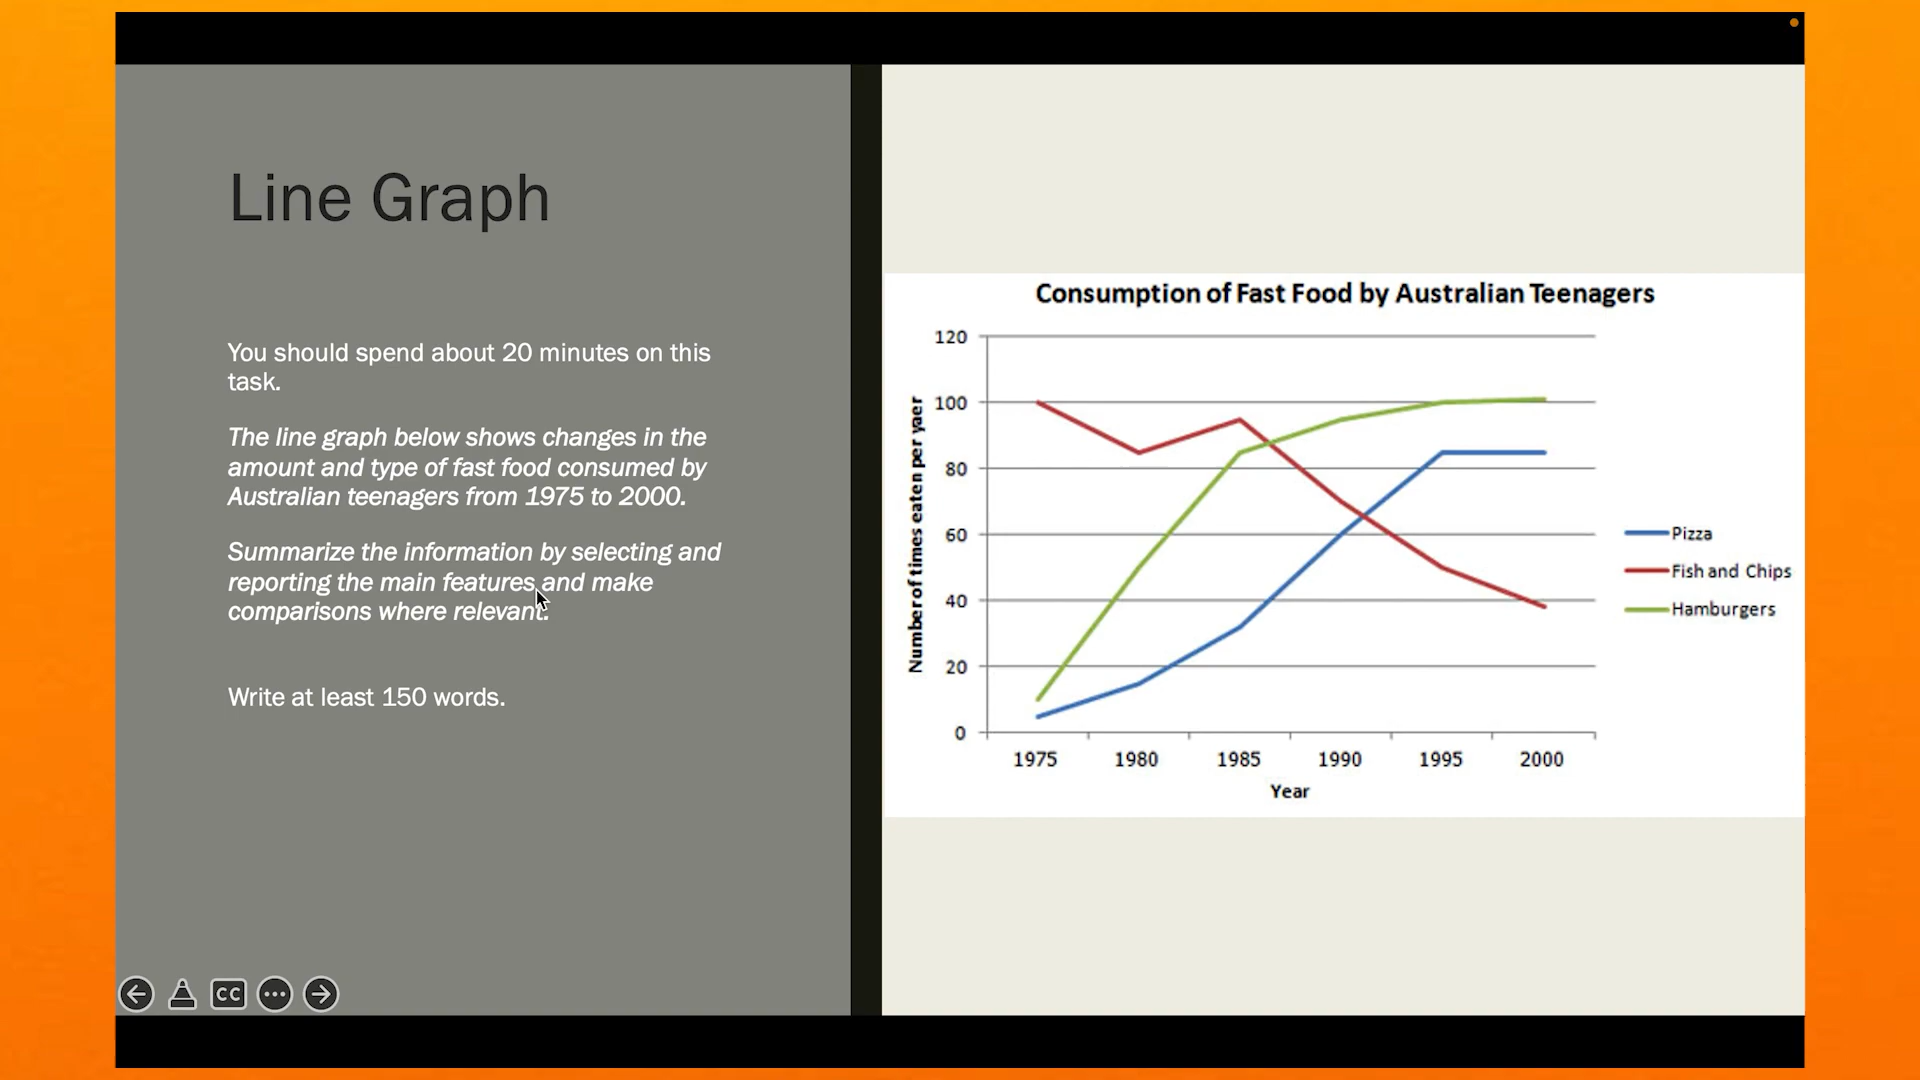 Line Graph
You should spend about 20 minutes on this
task.
The line graph below shows changes in the
amount and type of fast food consumed by
Australian teenagers from 1975 to 2000.
Summarize the information by selecting and
reporting the main features and make
comparisons where relevant.
Write at least 150 words.
CC
Consumption of Fast Food by Australian Teenagers
Number of times eaten per yaer
120
100
80
60
40
20
0
1975 1980 1985 1990 1995 2000
Year
Pizza
Fish and Chips
Hamburgers